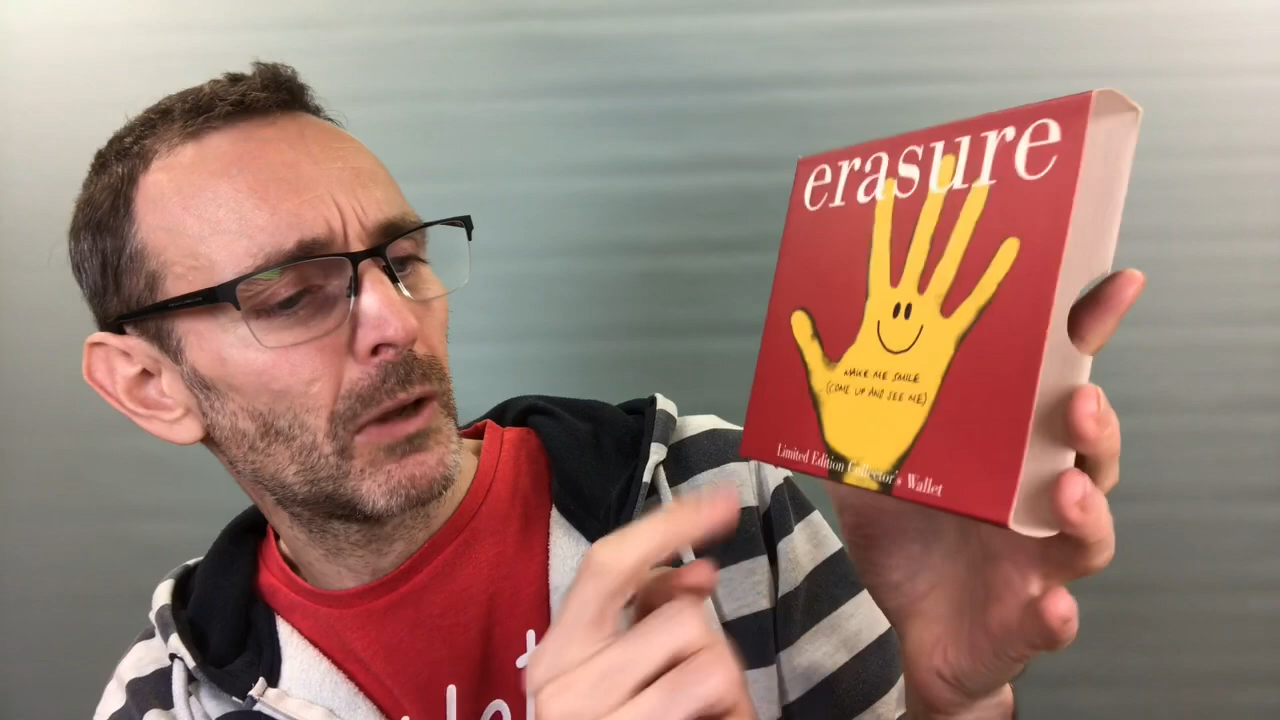 erasure
MAKE ME SMILE
(COME UP AND SEE ME)
Limited Edition Collector's Wallet